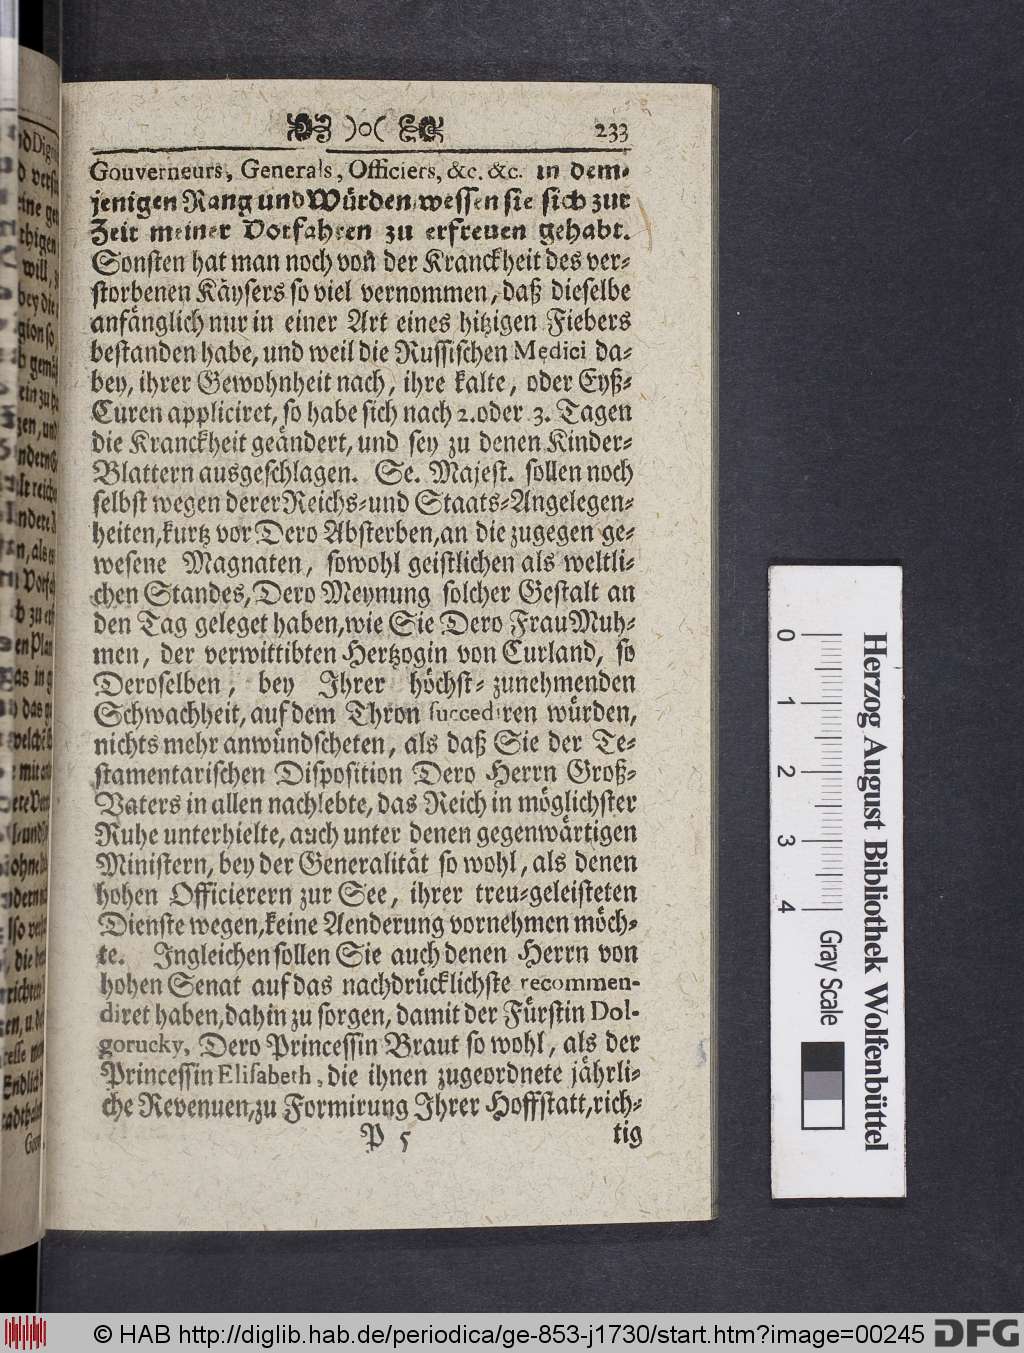 233
Gouverneurs, Generals, Officiers, &c. &c. in dem-
jenigen Rang und Würden, wessen sie sich zur
Zeit meiner Vorfahren zu erfreuen gehabt.
Sonsten hat man noch von der Kranckheit des ver-
storbenen Käysers so viel vernommen, daß dieselbe
anfänglich nur in einer Art eines hitzigen Fiebers
bestanden habe, und weil die Russischen Medici da-
bey, ihrer Gewohnheit nach, ihre kalte, oder Eyß-
Curen appliciret, so habe sich nach 2. oder 3. Tagen
die Kranckheit geändert, und sey zu denen Kinder-
Blattern ausgeschlagen. Se. Majest. sollen noch
selbst wegen derer Reichs- und Staats-Angelegen-
heiten, kurtz vor Dero Absterben, an die zugegen ge-
wesene Magnaten, sowohl geistlichen als weltli-
chen Standes, Dero Meynung solcher Gestalt an
den Tag geleget haben, wie Sie Dero Frau Muh-
men, der verwittibten Hertzogin von Curland, so
Deroselben, bey Ihrer höchst-zunehmenden
Schwachheit, auf dem Thron succediren würden,
nichts mehr anwündscheten, als daß Sie der Te-
stamentarischen Disposition Dero Herrn Groß-
Vaters in allen nachlebte, das Reich in möglichster
Ruhe unterhielte, auch unter denen gegenwärtigen
Ministern, bey der Generalität so wohl, als denen
hohen Officierern zur See, ihrer treu-geleisteten
Dienste wegen, keine Aenderung vornehmen möch-
te. Ingleichen sollen Sie auch denen Herrn von
hohen Senat auf das nachdrücklichste recommen-
diret haben, dahin zu sorgen, damit der Fürstin Dol-
gorucky, Dero Princessin Braut so wohl, als der
Princessin Elisabeth, die ihnen zugeordnete jährli-
che Revenuen, zu Formirung Ihrer Hoffstatt, rich-
P 5 tig
0 1 2 3 4
Gray Scale
Herzog August Bibliothek Wolfenbüttel
© HAB http://diglib.hab.de/periodica/ge-853-j1730/start.htm?image=00245 DFG